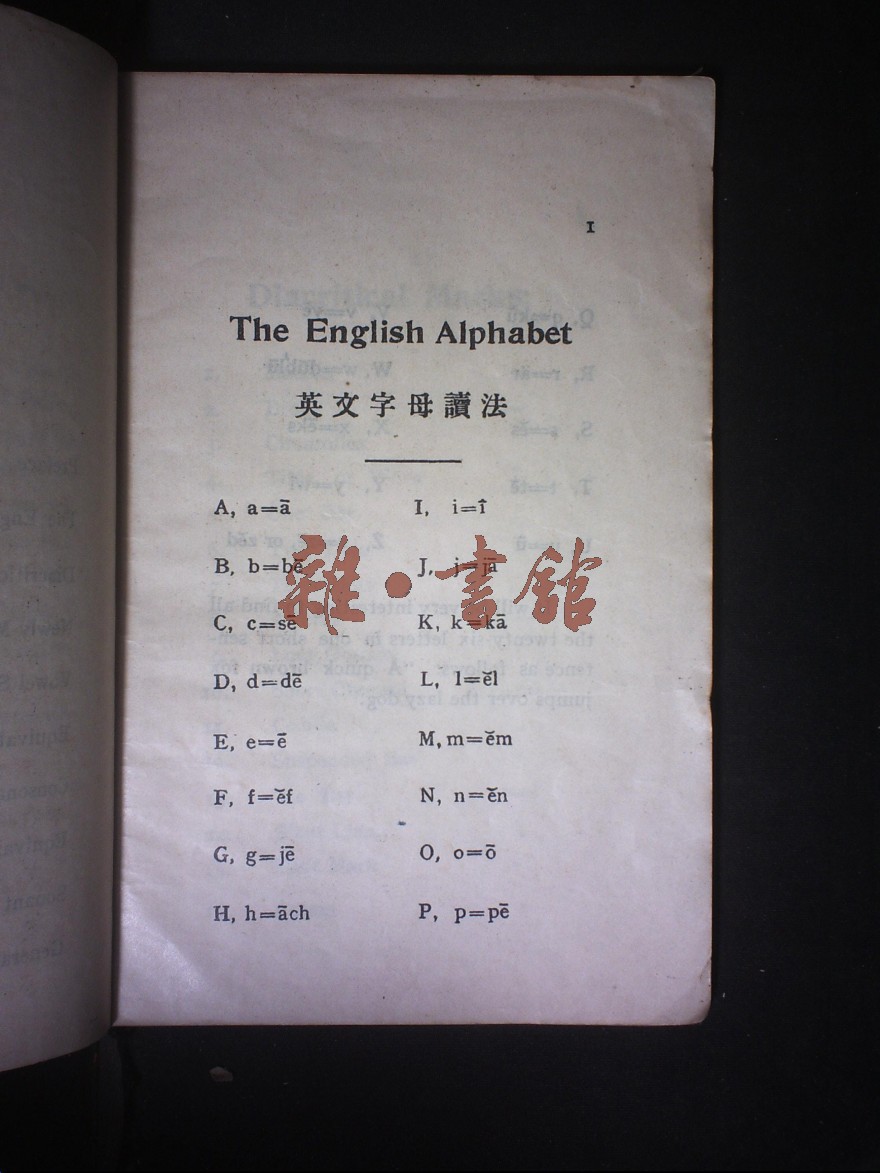 1
The English Alphabet
英文字母讀法
A, a=ā
B, b=bē
C, c=sē
D, d=dē
E, e=ē
F, f=ĕf
G, g=jē
H, h=āch
I, i=ī
J, j=jā
K, k=kā
L, l=ĕl
M, m=ĕm
N, n=ĕn
O, o=ō
P, p=pē
雜·書館